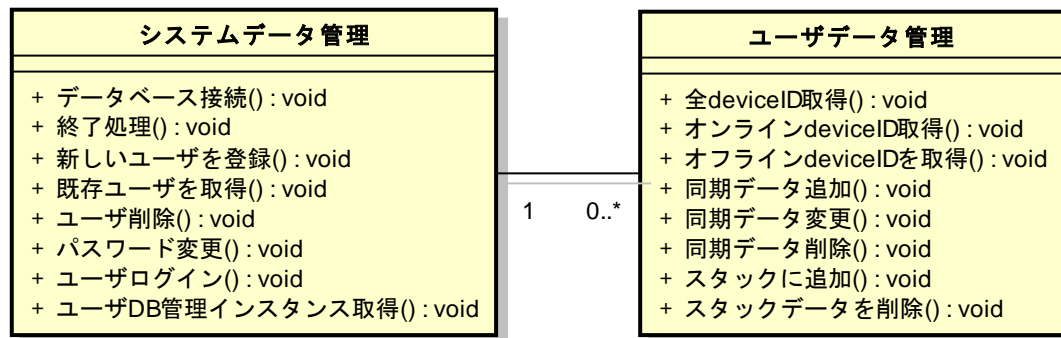 システムデータ管理
+ データベース接続() : void
+ 終了処理() : void
+ 新しいユーザを登録() : void
+ 既存ユーザを取得() : void
+ ユーザ削除() : void
+ パスワード変更() : void
+ ユーザログイン() : void
+ ユーザDB管理インスタンス取得() : void
1
0..*
ユーザデータ管理
+ 全deviceID取得() : void
+ オンラインdeviceID取得() : void
+ オフラインdeviceIDを取得() : void
+ 同期データ追加() : void
+ 同期データ変更() : void
+ 同期データ削除() : void
+ スタックに追加() : void
+ スタックデータを削除() : void